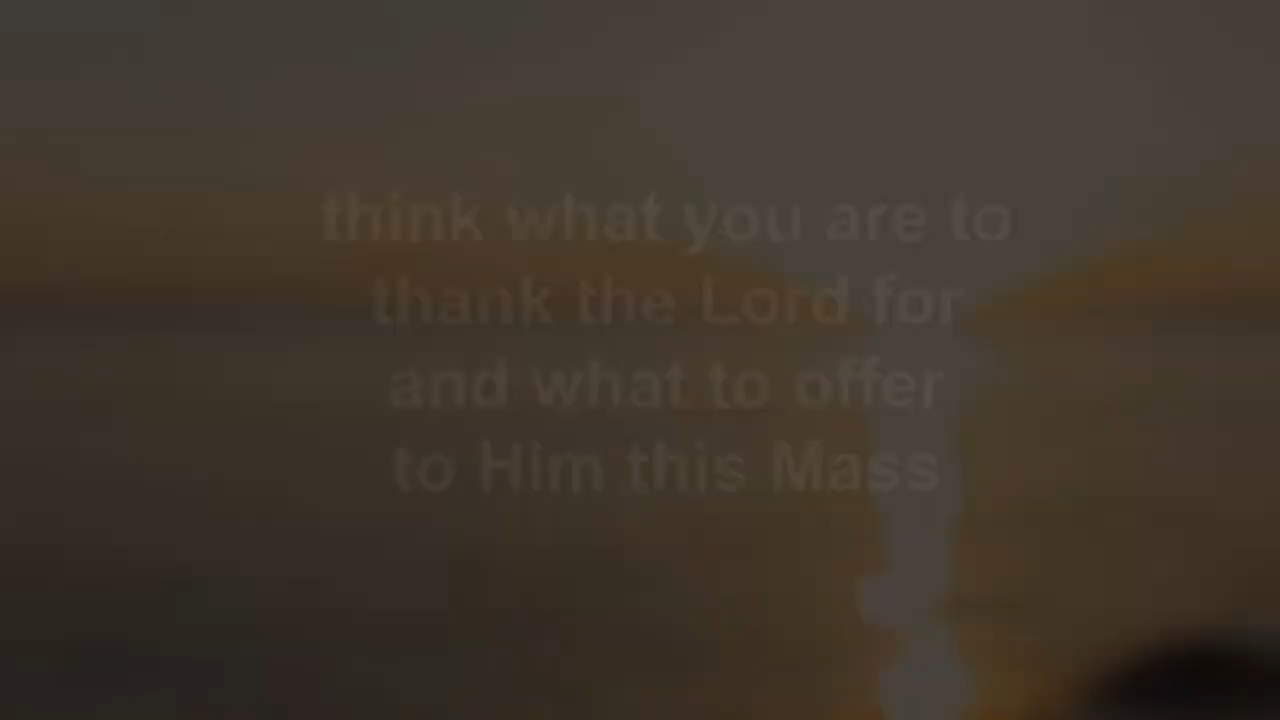 think what you are to
thank the Lord for
and what to offer
to Him this Mass